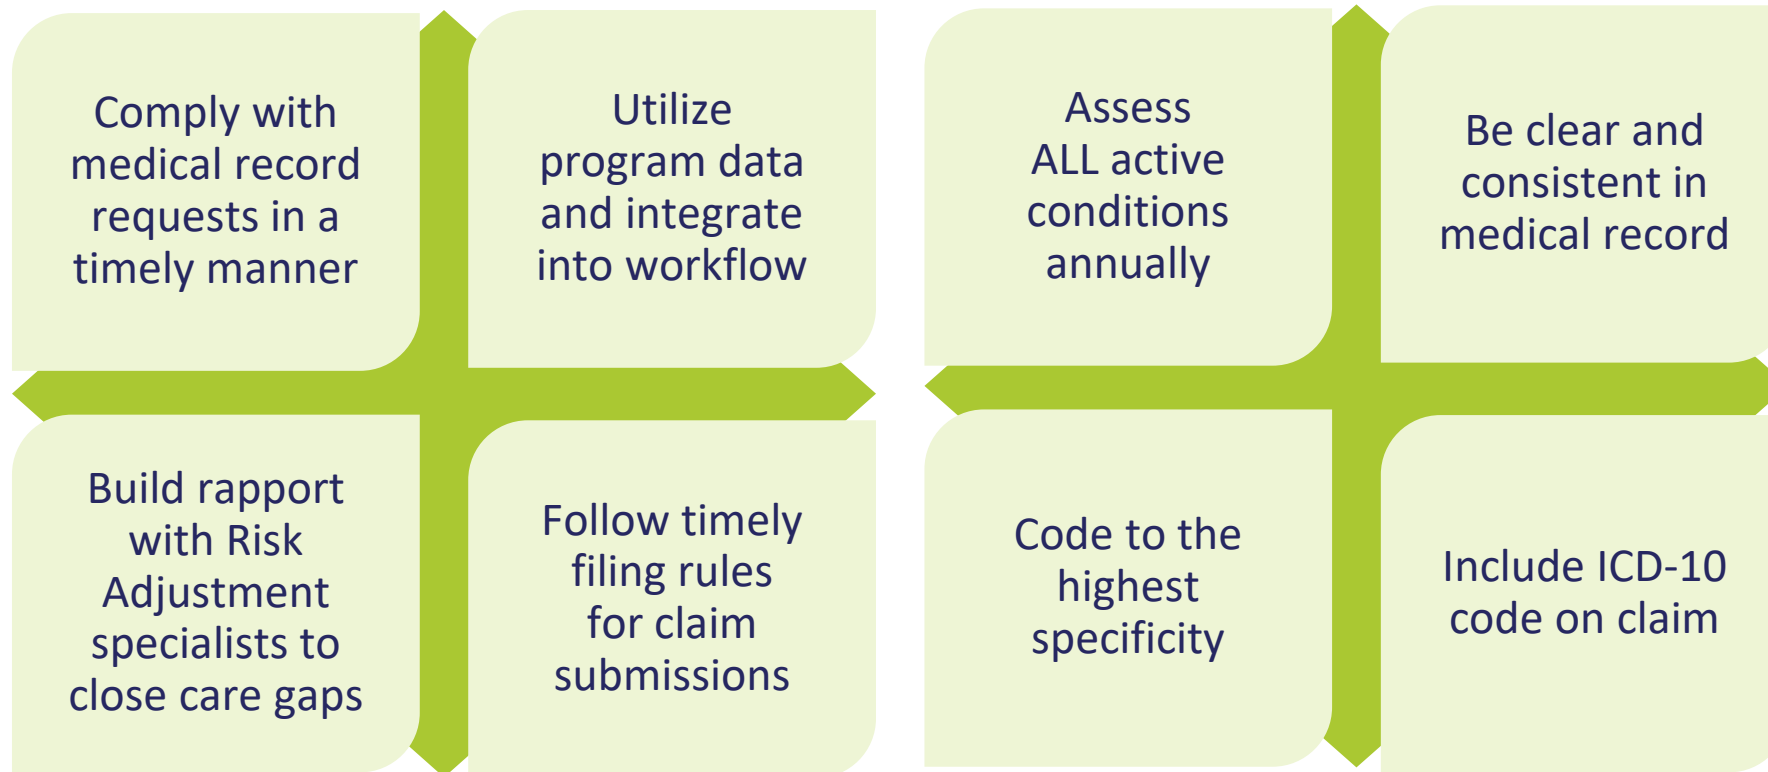 Comply with
medical record
requests in a
timely manner
Utilize
program data
and integrate
into workflow
Build rapport
with Risk
Adjustment
specialists to
close care gaps
Follow timely
filing rules
for claim
submissions
Assess
ALL active
conditions
annually
Be clear and
consistent in
medical record
Code to the
highest
specificity
Include ICD-10
code on claim